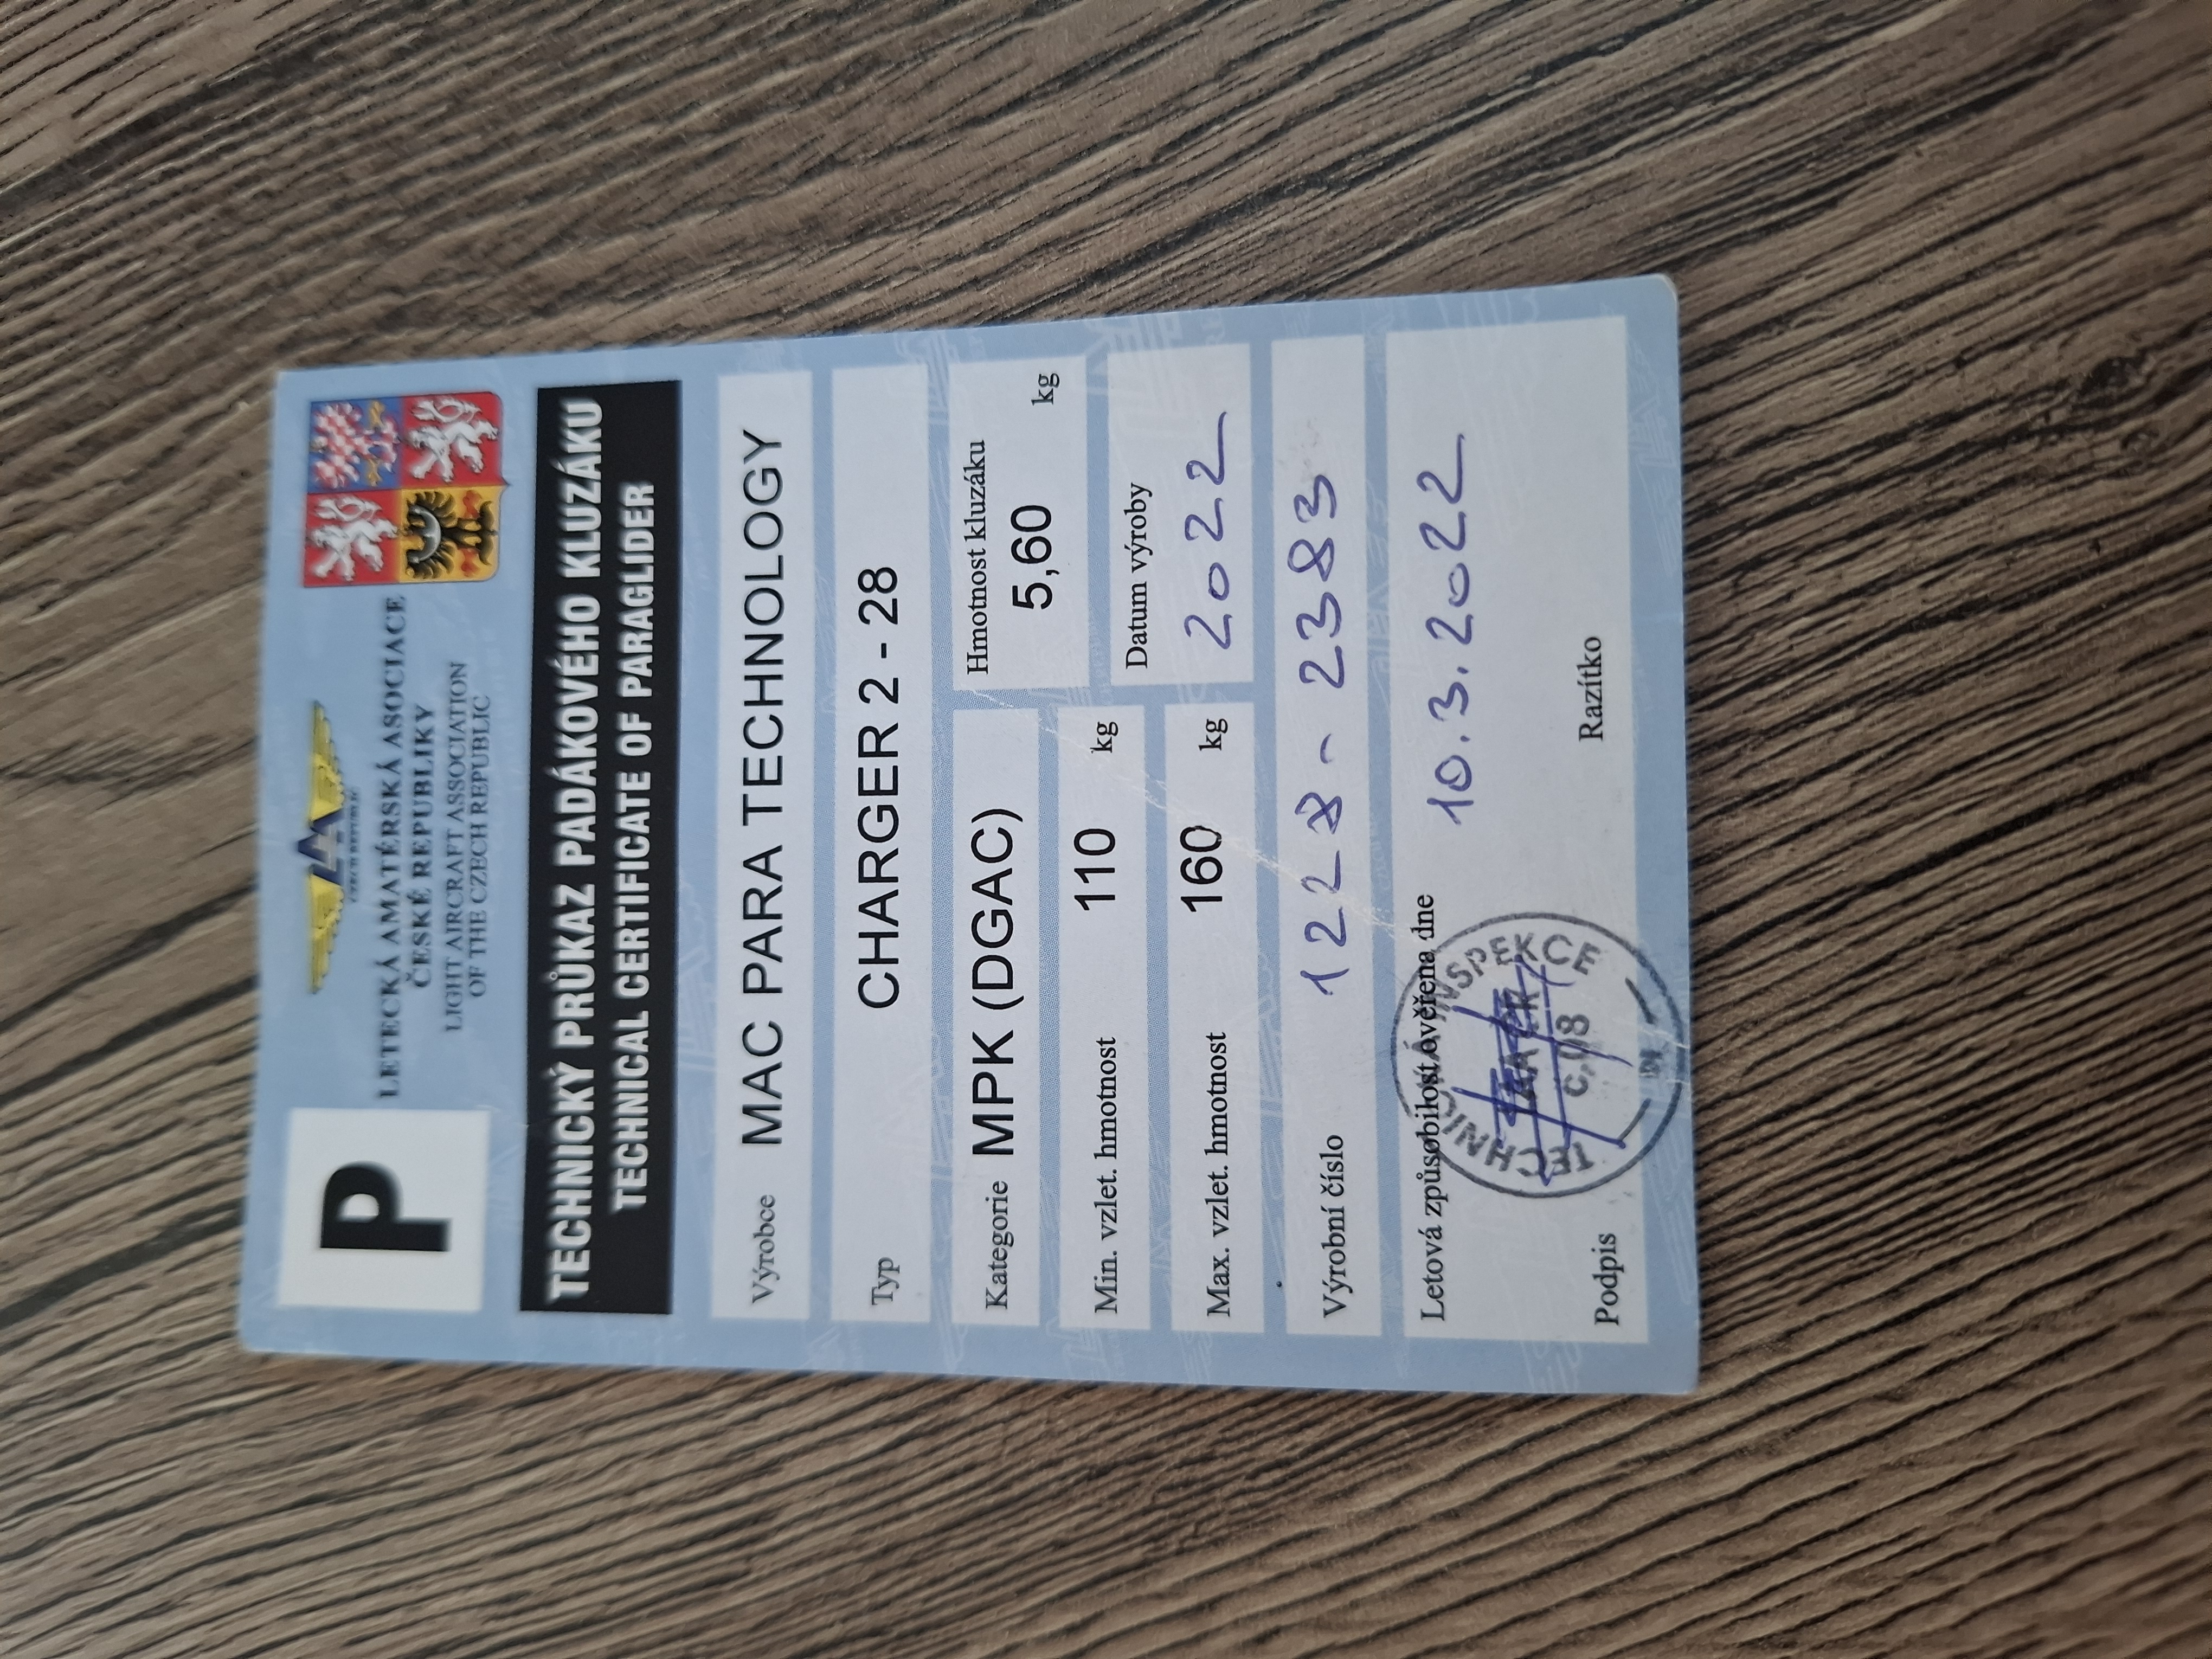 P
LETECKÁ AMATÉRSKÁ ASOCIACE
ČESKÉ REPUBLIKY
LIGHT AIRCRAFT ASSOCIATION
OF THE CZECH REPUBLIC
TECHNICKÝ PRŮKAZ PADÁKOVÉHO KLUZÁKU
TECHNICAL CERTIFICATE OF PARAGLIDER
Výrobce MAC PARA TECHNOLOGY
Typ CHARGER 2 - 28
Kategorie MPK (DGAC)
Hmotnost kluzáku
5,60 kg
Min. vzlet. hmotnost 110 kg
Datum výroby
2022
Max. vzlet. hmotnost 160 kg
Výrobní číslo 1228 - 2383
Letová způsobilost ověřena dne 10.3.2022
INSPEKCE
Podpis
Razítko